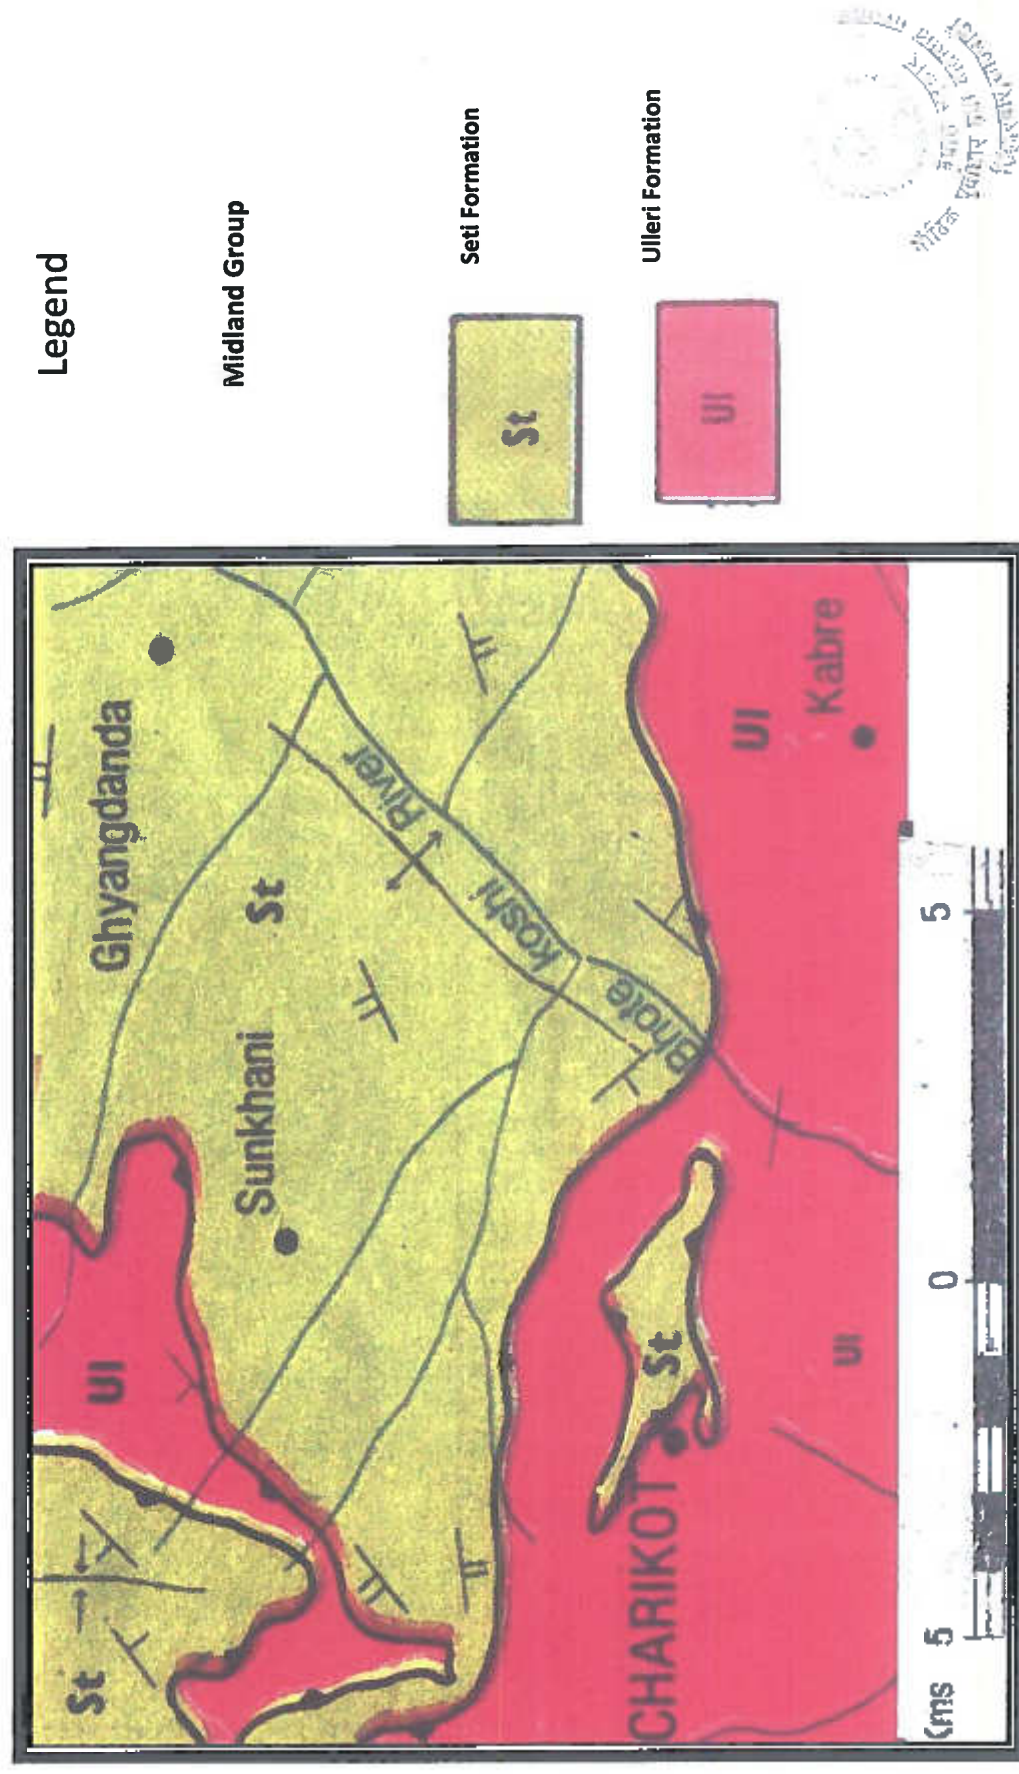 Legend
Midland Group
St
Seti Formation
Ul
Ulleri Formation
Ghyangdanda
Sunkhani
St
St
Ul
Bhote koshi River
Ul
Kabre
St
CHARIKOT
Ul
5 0 5